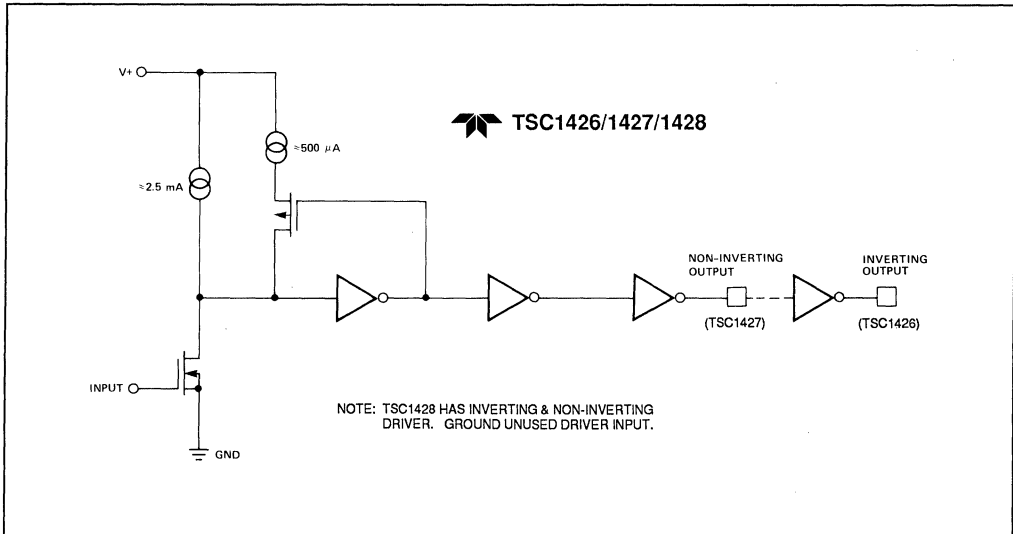 V+
TSC1426/1427/1428
≈500 μA
≈2.5 mA
NON-INVERTING
OUTPUT
INVERTING
OUTPUT
(TSC1427)
(TSC1426)
INPUT
NOTE: TSC1428 HAS INVERTING & NON-INVERTING
DRIVER. GROUND UNUSED DRIVER INPUT.
GND